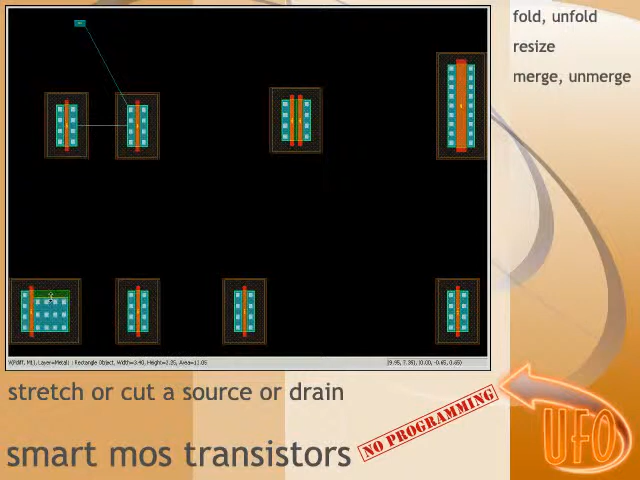 fold, unfold
resize
merge, unmerge
stretch or cut a source or drain
NO PROGRAMMING
smart mos transistors
UFO